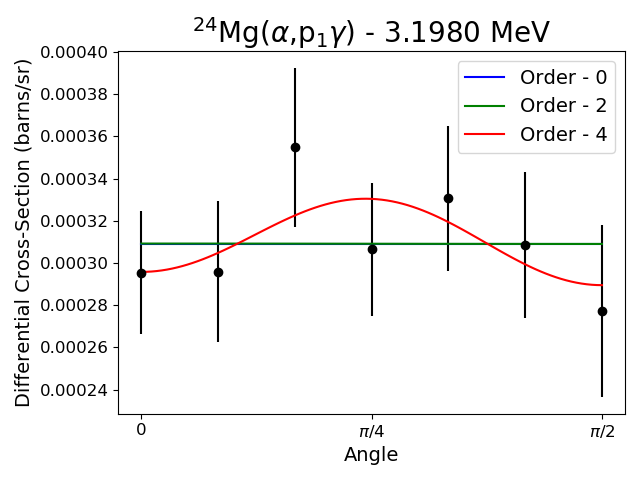 ²⁴Mg(α,p₁γ) - 3.1980 MeV
Differential Cross-Section (barns/sr)
0.00040
0.00038
0.00036
0.00034
0.00032
0.00030
0.00028
0.00026
0.00024
Order - 0
Order - 2
Order - 4
0
π/4
π/2
Angle